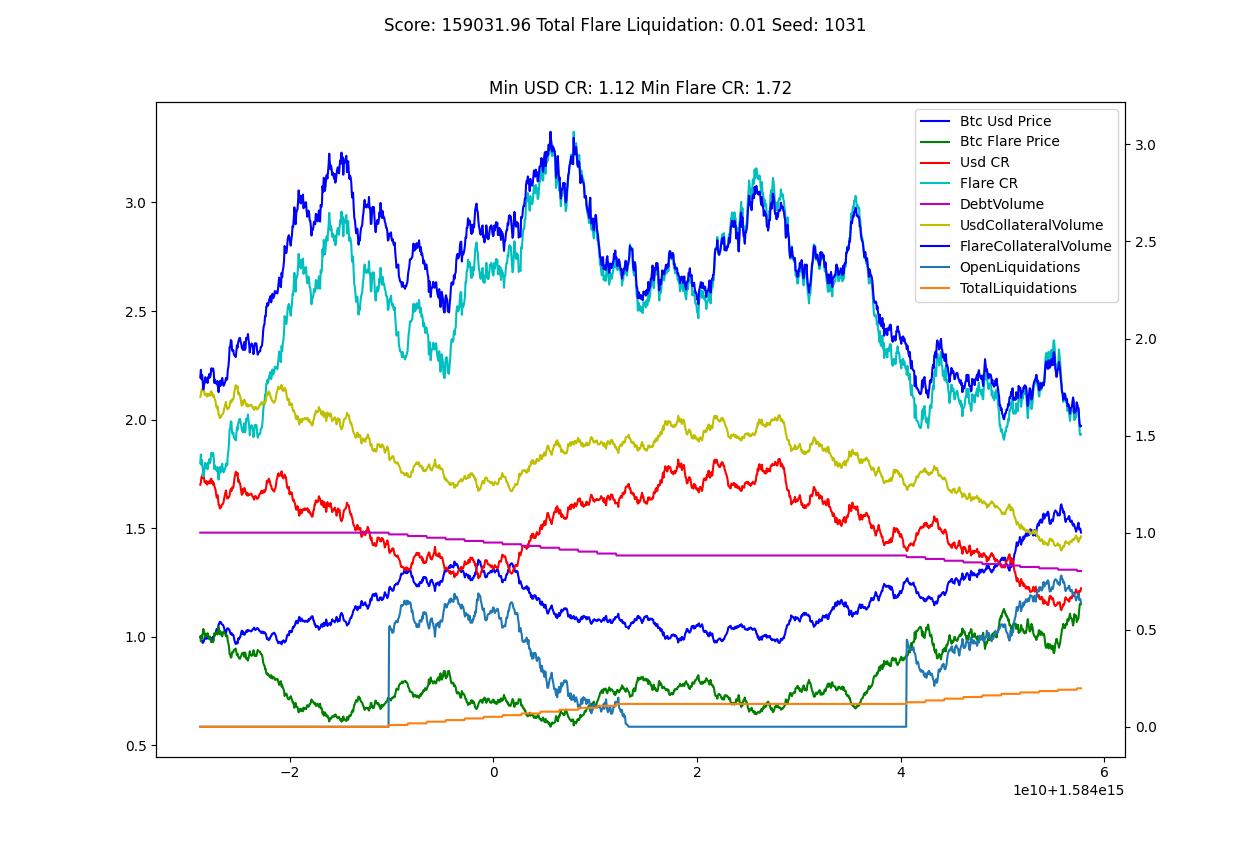 Score: 159031.96 Total Flare Liquidation: 0.01 Seed: 1031
Min USD CR: 1.12 Min Flare CR: 1.72
Btc Usd Price
Btc Flare Price
Usd CR
Flare CR
DebtVolume
UsdCollateralVolume
FlareCollateralVolume
OpenLiquidations
TotalLiquidations
3.0
2.5
2.0
1.5
1.0
0.5
3.0
2.5
2.0
1.5
1.0
0.5
0.0
−2 0 2 4 6
1e10+1.584e15